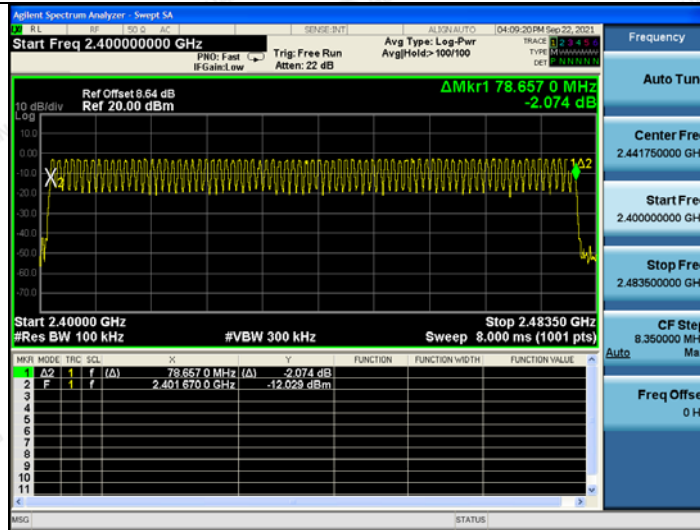 Agilent Spectrum Analyzer - Swept SA
RL RF 50 Ω AC SENSE:INT ALIGN AUTO 04:09:20 PM Sep 22, 2021
Start Freq 2.400000000 GHz
PNO: Fast
IFGain:Low
Trig: Free Run
Atten: 22 dB
Avg Type: Log-Pwr
Avg|Hold:> 100/100
TRACE 1 2 3 4 5 6
TYPE
DET P N N N N N
Ref Offset 8.64 dB
Ref 20.00 dBm
10 dB/div
Log
ΔMkr1 78.657 0 MHz
-2.074 dB
10.0
0.00
-10.0
-20.0
-30.0
-40.0
-50.0
-60.0
-70.0
2
1Δ2
Start 2.40000 GHz
#Res BW 100 kHz
#VBW 300 kHz
Stop 2.48350 GHz
Sweep 8.000 ms (1001 pts)
MKR MODE TRC SCL X Y FUNCTION FUNCTION WIDTH FUNCTION VALUE
1 Δ2 1 f (Δ) 78.657 0 MHz (Δ) -2.074 dB
2 F 1 f 2.401 670 0 GHz -12.029 dBm
3
4
5
6
7
8
9
10
11
MSG
STATUS
Frequency
Auto Tun
Center Fre
2.441750000 GH
Start Fre
2.400000000 GH
Stop Fre
2.483500000 GH
CF Ste
8.350000 MH
Auto Ma
Freq Offse
0 H